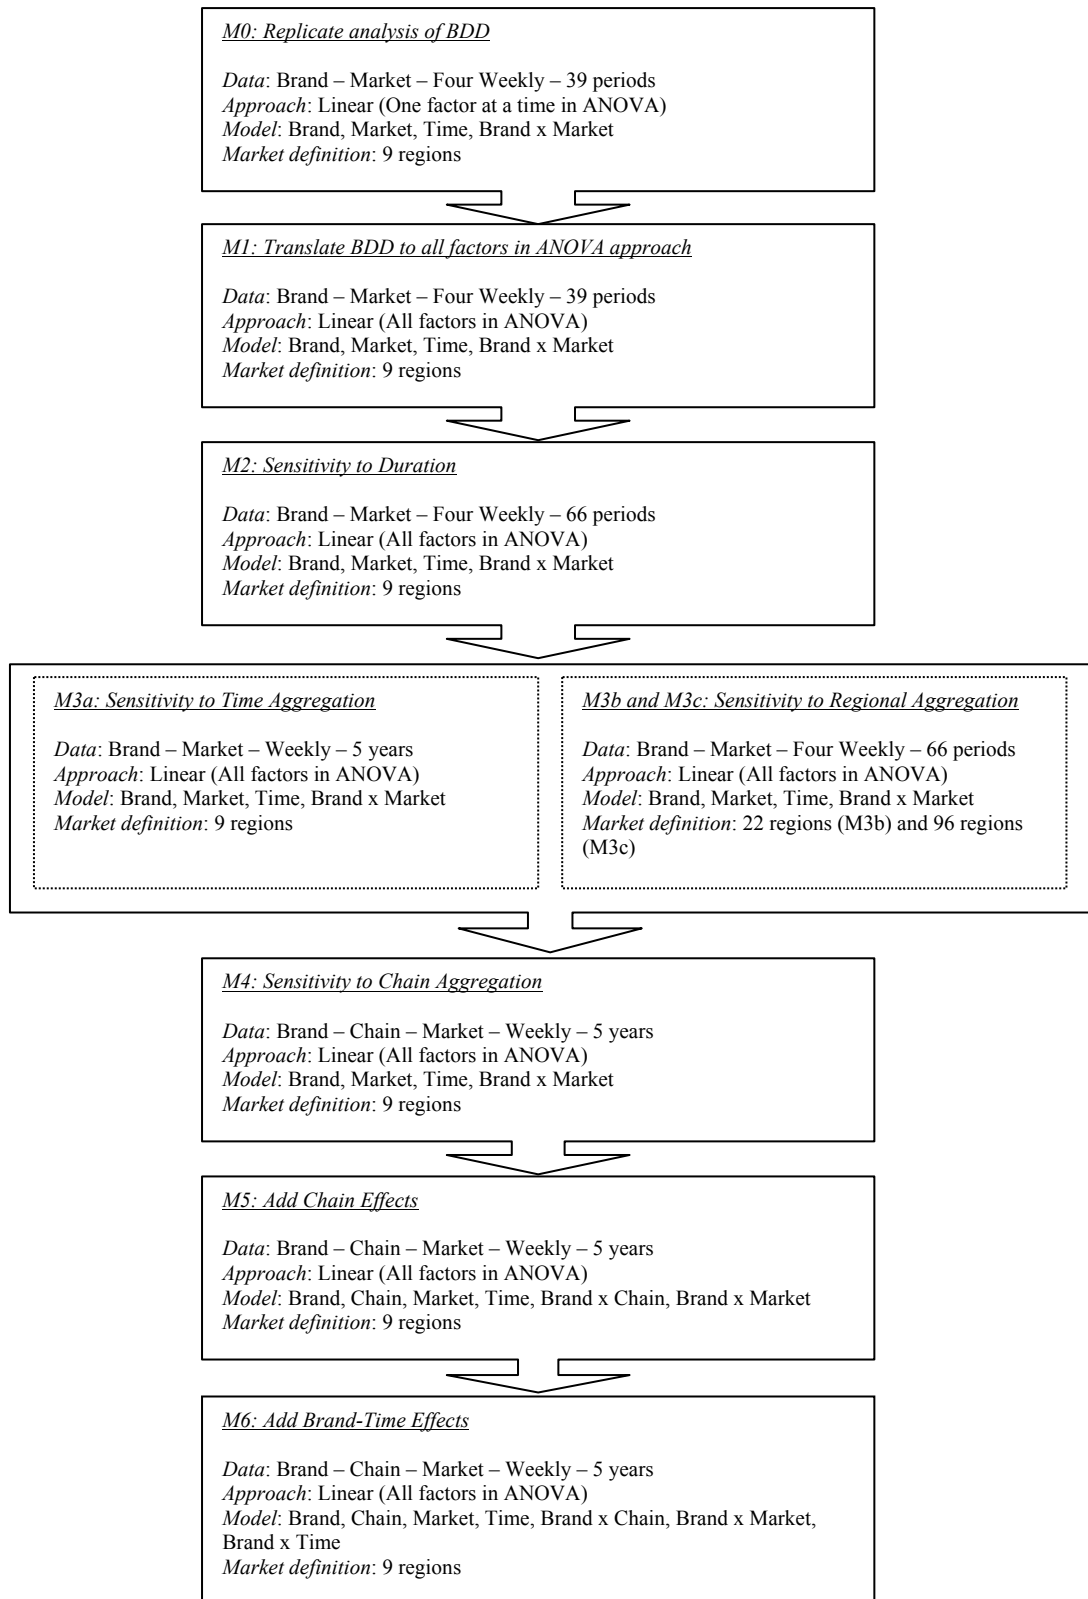 M0: Replicate analysis of BDD
Data: Brand – Market – Four Weekly – 39 periods
Approach: Linear (One factor at a time in ANOVA)
Model: Brand, Market, Time, Brand x Market
Market definition: 9 regions
M1: Translate BDD to all factors in ANOVA approach
Data: Brand – Market – Four Weekly – 39 periods
Approach: Linear (All factors in ANOVA)
Model: Brand, Market, Time, Brand x Market
Market definition: 9 regions
M2: Sensitivity to Duration
Data: Brand – Market – Four Weekly – 66 periods
Approach: Linear (All factors in ANOVA)
Model: Brand, Market, Time, Brand x Market
Market definition: 9 regions
M3a: Sensitivity to Time Aggregation
Data: Brand – Market – Weekly – 5 years
Approach: Linear (All factors in ANOVA)
Model: Brand, Market, Time, Brand x Market
Market definition: 9 regions
M3b and M3c: Sensitivity to Regional Aggregation
Data: Brand – Market – Four Weekly – 66 periods
Approach: Linear (All factors in ANOVA)
Model: Brand, Market, Time, Brand x Market
Market definition: 22 regions (M3b) and 96 regions
(M3c)
M4: Sensitivity to Chain Aggregation
Data: Brand – Chain – Market – Weekly – 5 years
Approach: Linear (All factors in ANOVA)
Model: Brand, Market, Time, Brand x Market
Market definition: 9 regions
M5: Add Chain Effects
Data: Brand – Chain – Market – Weekly – 5 years
Approach: Linear (All factors in ANOVA)
Model: Brand, Chain, Market, Time, Brand x Chain, Brand x Market
Market definition: 9 regions
M6: Add Brand-Time Effects
Data: Brand – Chain – Market – Weekly – 5 years
Approach: Linear (All factors in ANOVA)
Model: Brand, Chain, Market, Time, Brand x Chain, Brand x Market,
Brand x Time
Market definition: 9 regions